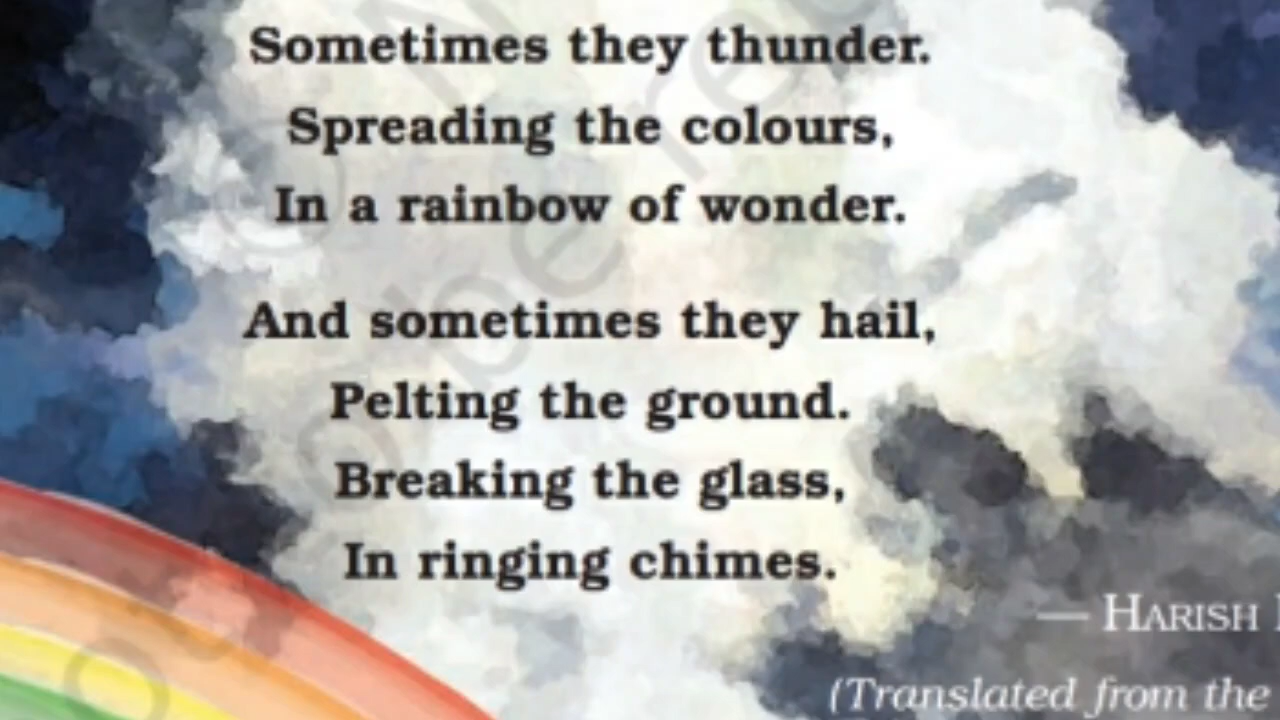 Sometimes they thunder.
Spreading the colours,
In a rainbow of wonder.
And sometimes they hail,
Pelting the ground.
Breaking the glass,
In ringing chimes.
— HARISH
(Translated from the